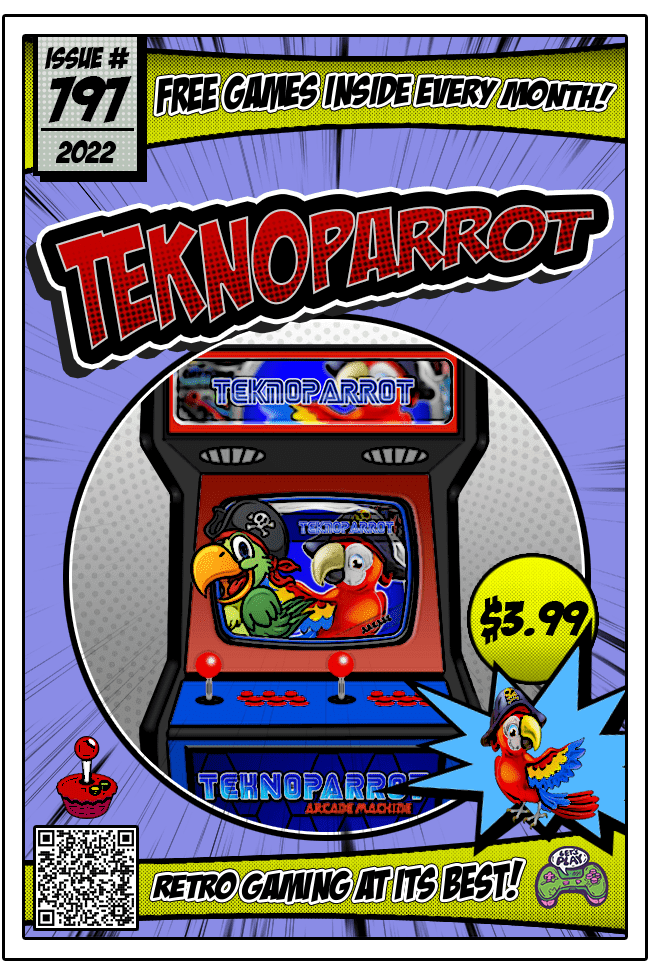 ISSUE #
797
2022
FREE GAMES INSIDE EVERY MONTH!
TEKNOPARROT
TEKNOPARROT
TEKNOPARROT
$3.99
TEKNOPARROT
ARCADE MACHIDE
LET'S
PLAY
RETRO GAMING AT ITS BEST!